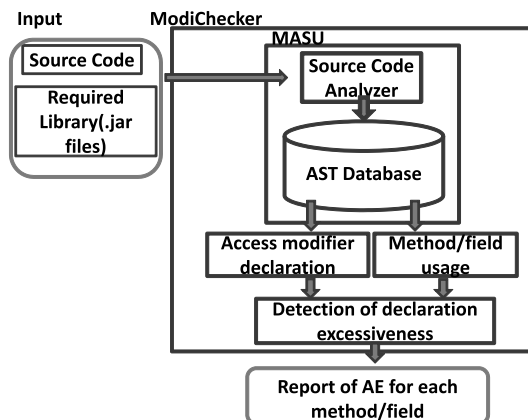 Input
ModiChecker
MASU
Source Code
Required
Library(.jar
files)
Source Code
Analyzer
AST Database
Access modifier
declaration
Method/field
usage
Detection of declaration
excessiveness
Report of AE for each
method/field